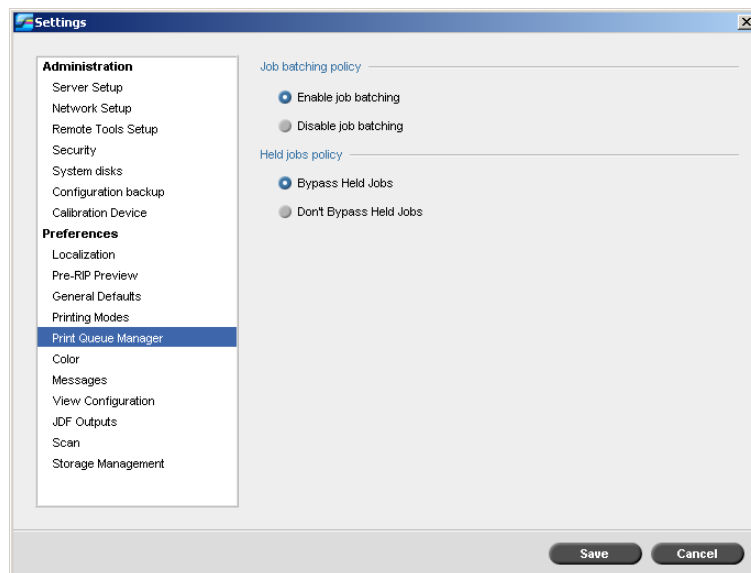 Settings
Administration
Server Setup
Network Setup
Remote Tools Setup
Security
System disks
Configuration backup
Calibration Device
Preferences
Localization
Pre-RIP Preview
General Defaults
Printing Modes
Print Queue Manager
Color
Messages
View Configuration
JDF Outputs
Scan
Storage Management
Job batching policy
Enable job batching
Disable job batching
Held jobs policy
Bypass Held Jobs
Don't Bypass Held Jobs
Save
Cancel